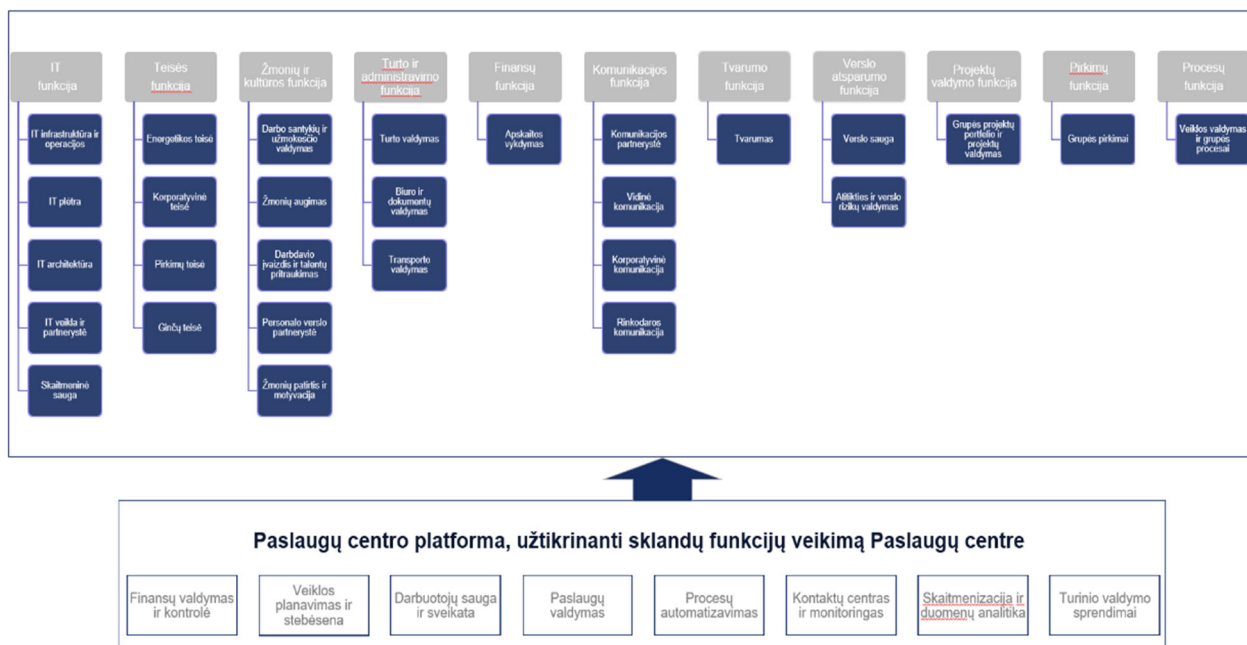 IT
funkcija
IT infrastruktūra ir
operacijos
IT plėtra
IT architektūra
IT veikla ir
partnerystė
Skaitmeninė
sauga
Teisės
funkcija
Energetikos teisė
Korporatyvinė
teisė
Pirkimų teisė
Ginčų teisė
Žmonių ir
kultūros funkcija
Darbo santykių ir
užmokesčio
valdymas
Žmonių augimas
Darbdavio
įvaizdis ir talentų
pritraukimas
Personalo verslo
partnerystė
Žmonių patirtis ir
motyvacija
Turto ir
administravimo
funkcija
Turto valdymas
Biuro ir
dokumentų
valdymas
Transporto
valdymas
Finansų
funkcija
Apskaitos
vykdymas
Komunikacijos
funkcija
Komunikacijos
partnerystė
Vidinė
komunikacija
Korporatyvinė
komunikacija
Rinkodaros
komunikacija
Tvarumo
funkcija
Tvarumas
Verslo
atsparumo
funkcija
Verslo sauga
Atitikties ir verslo
rizikų valdymas
Projektų
valdymo funkcija
Grupės projektų
portfelio ir
projektų
valdymas
Pirkimų
funkcija
Grupės pirkimai
Procesų
funkcija
Veiklos valdymas
ir grupės
procesai
Paslaugų centro platforma, užtikrinanti sklandų funkcijų veikimą Paslaugų centre
Finansų valdymas
ir kontrolė
Veiklos
planavimas ir
stebėsena
Darbuotojų sauga
ir sveikata
Paslaugų
valdymas
Procesų
automatizavimas
Kontaktų centras
ir monitoringas
Skaitmenizacija ir
duomenų analitika
Turinio valdymo
sprendimai